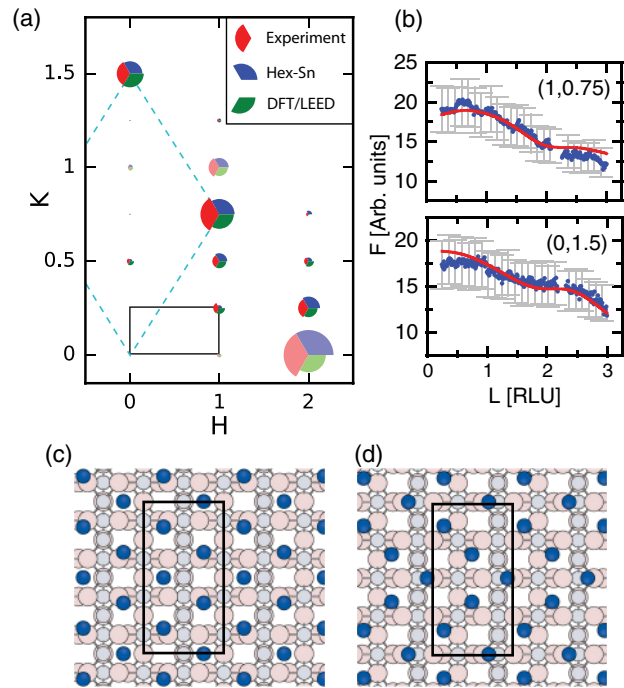 (a)
Experiment
Hex-Sn
DFT/LEED
1.5
1
0.5
0
K
0
1
2
H
(b)
25
20
15
10
(1,0.75)
F [Arb. units]
25
20
15
10
(0,1.5)
0
1
2
3
L [RLU]
(c)
(d)